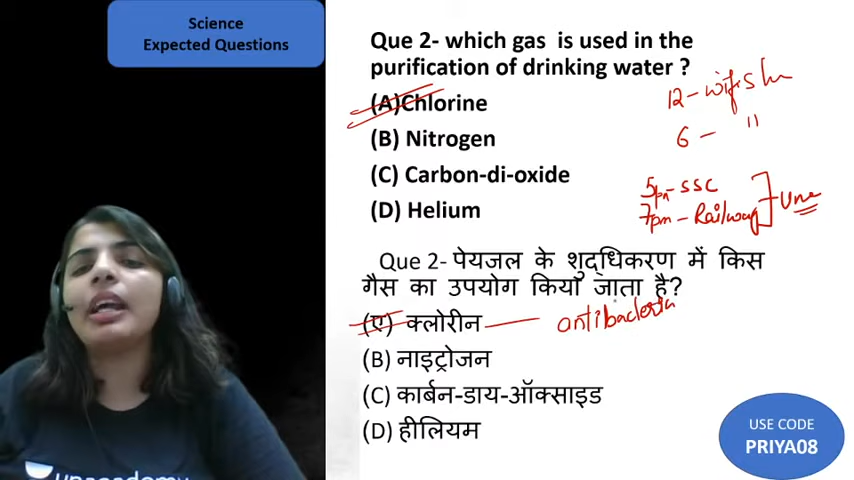 Science
Expected Questions
Que 2- which gas is used in the
purification of drinking water ?
(A)Chlorine
(B) Nitrogen
(C) Carbon-di-oxide
(D) Helium
12 - wifistudy
6 - "
5pm - SSC
7pm - Railway
Que 2- पेयजल के शुद्धिकरण में किस
गैस का उपयोग किया जाता है?
(ए) क्लोरीन — antibacteria
(B) नाइट्रोजन
(C) कार्बन-डाय-ऑक्साइड
(D) हीलियम
unacademy
USE CODE
PRIYA08